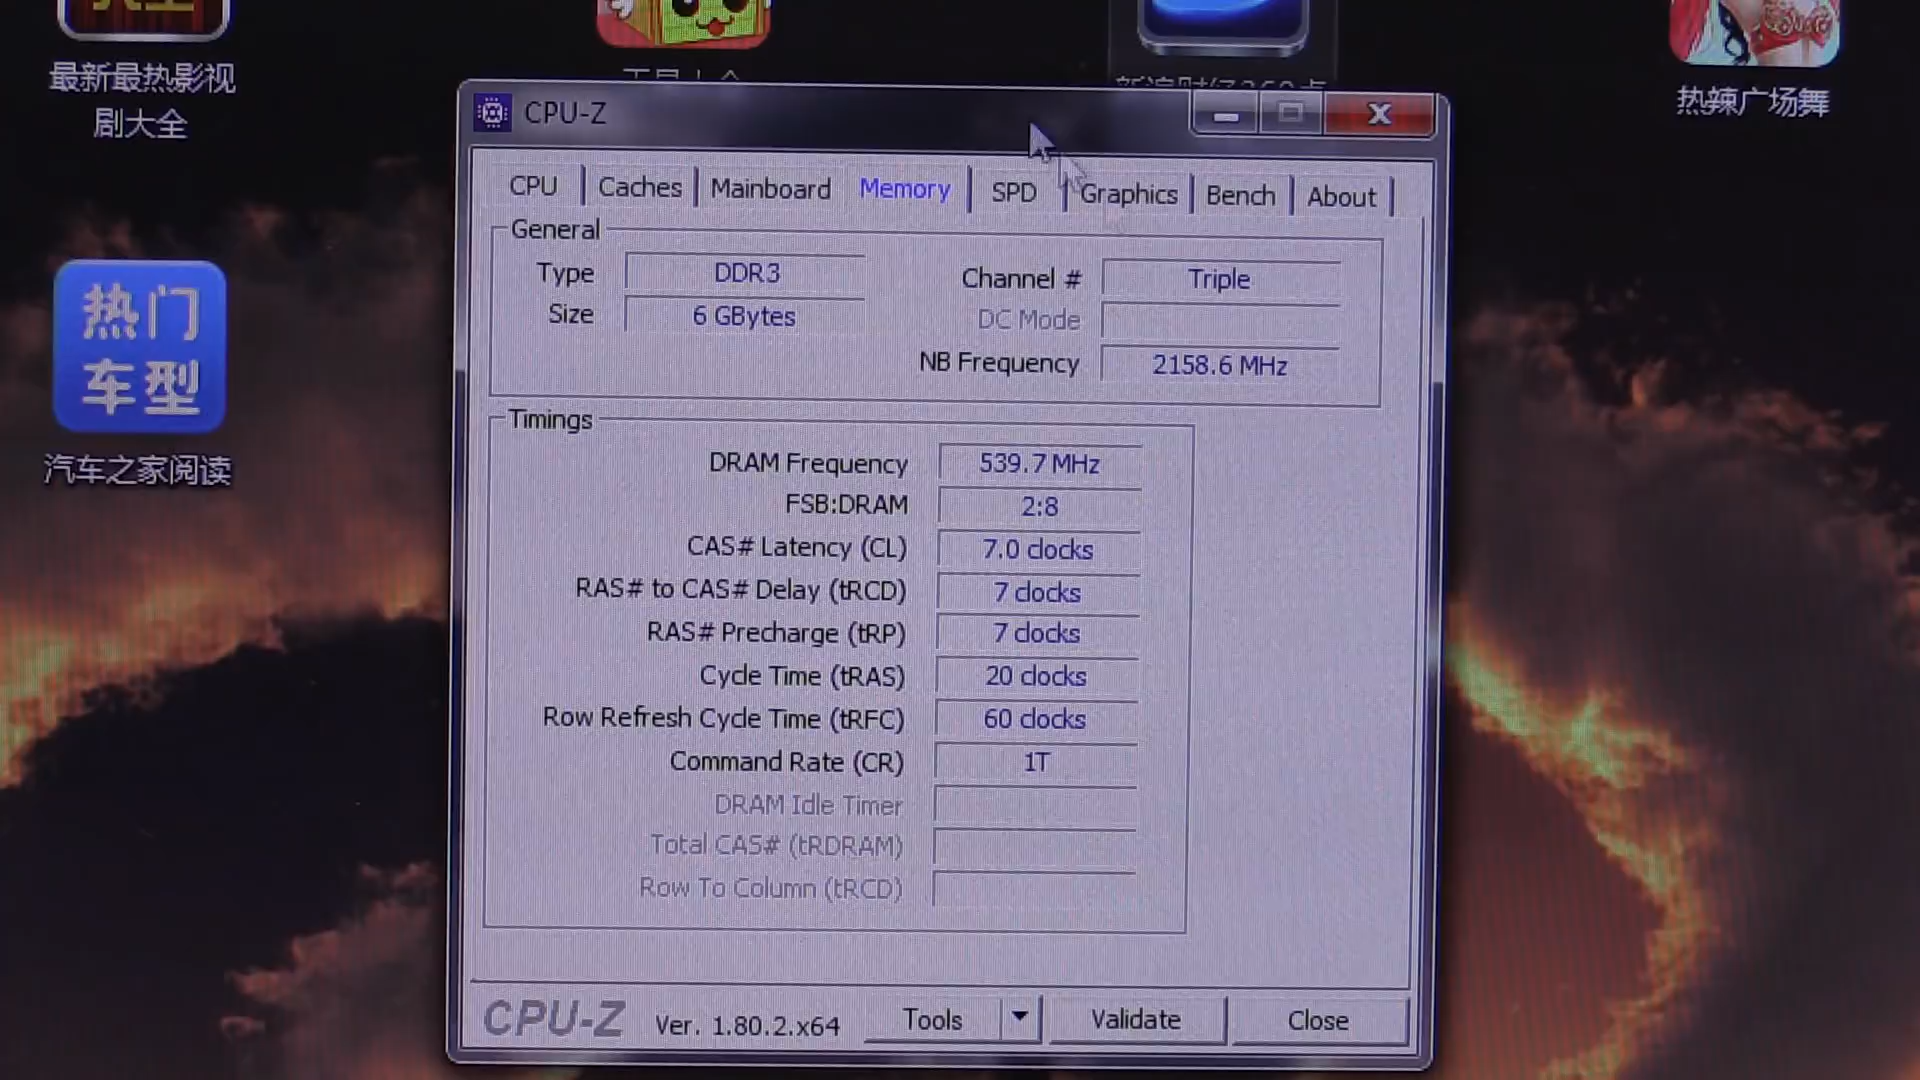 最新最热影视
剧大全
热辣广场舞
热门
车型
汽车之家阅读
CPU-Z
CPU
Caches
Mainboard
Memory
SPD
Graphics
Bench
About
General
Type
DDR3
Channel #
Triple
Size
6 GBytes
DC Mode
NB Frequency
2158.6 MHz
Timings
DRAM Frequency
539.7 MHz
FSB:DRAM
2:8
CAS# Latency (CL)
7.0 clocks
RAS# to CAS# Delay (tRCD)
7 clocks
RAS# Precharge (tRP)
7 clocks
Cycle Time (tRAS)
20 clocks
Row Refresh Cycle Time (tRFC)
60 clocks
Command Rate (CR)
1T
DRAM Idle Timer
Total CAS# (tRDRAM)
Row To Column (tRCD)
CPU-Z
Ver. 1.80.2.x64
Tools
Validate
Close